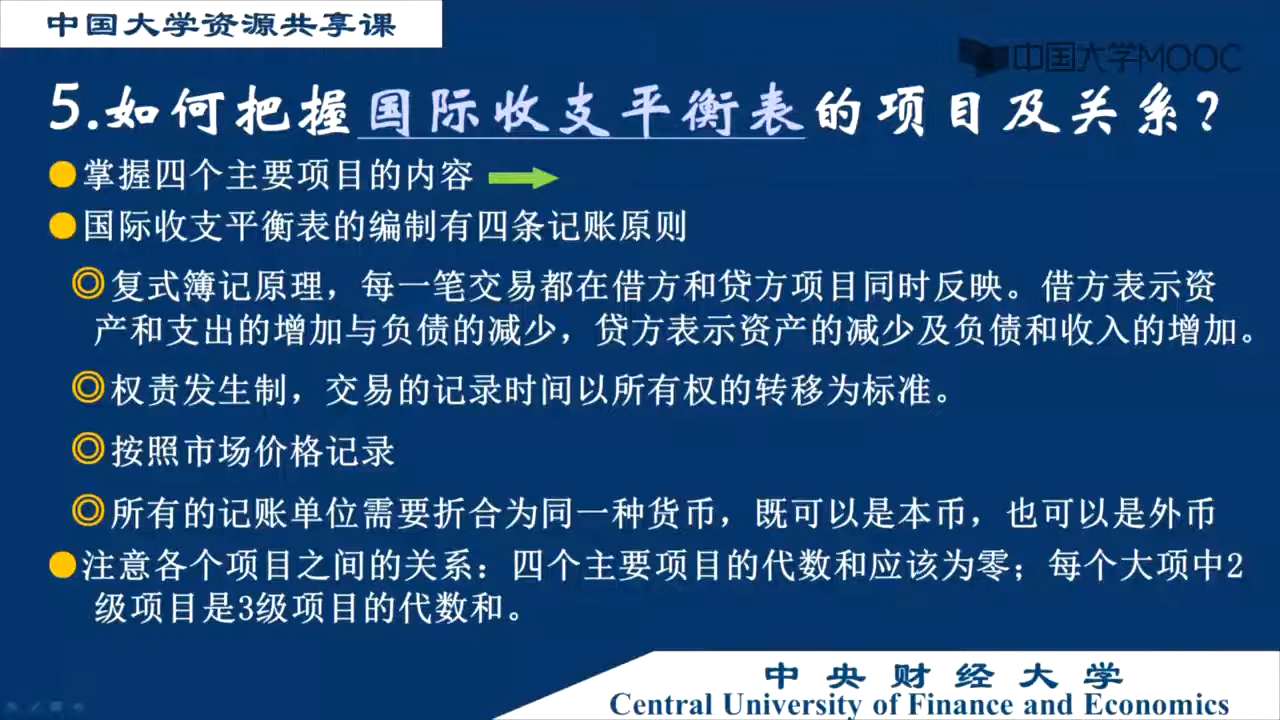 中国大学资源共享课
中国大学MOOC
5.如何把握国际收支平衡表的项目及关系？
掌握四个主要项目的内容
国际收支平衡表的编制有四条记账原则
复式簿记原理，每一笔交易都在借方和贷方项目同时反映。借方表示资
产和支出的增加与负债的减少，贷方表示资产的减少及负债和收入的增加。
权责发生制，交易的记录时间以所有权的转移为标准。
按照市场价格记录
所有的记账单位需要折合为同一种货币，既可以是本币，也可以是外币
注意各个项目之间的关系：四个主要项目的代数和应该为零；每个大项中2
级项目是3级项目的代数和。
中央财经大学
Central University of Finance and Economics